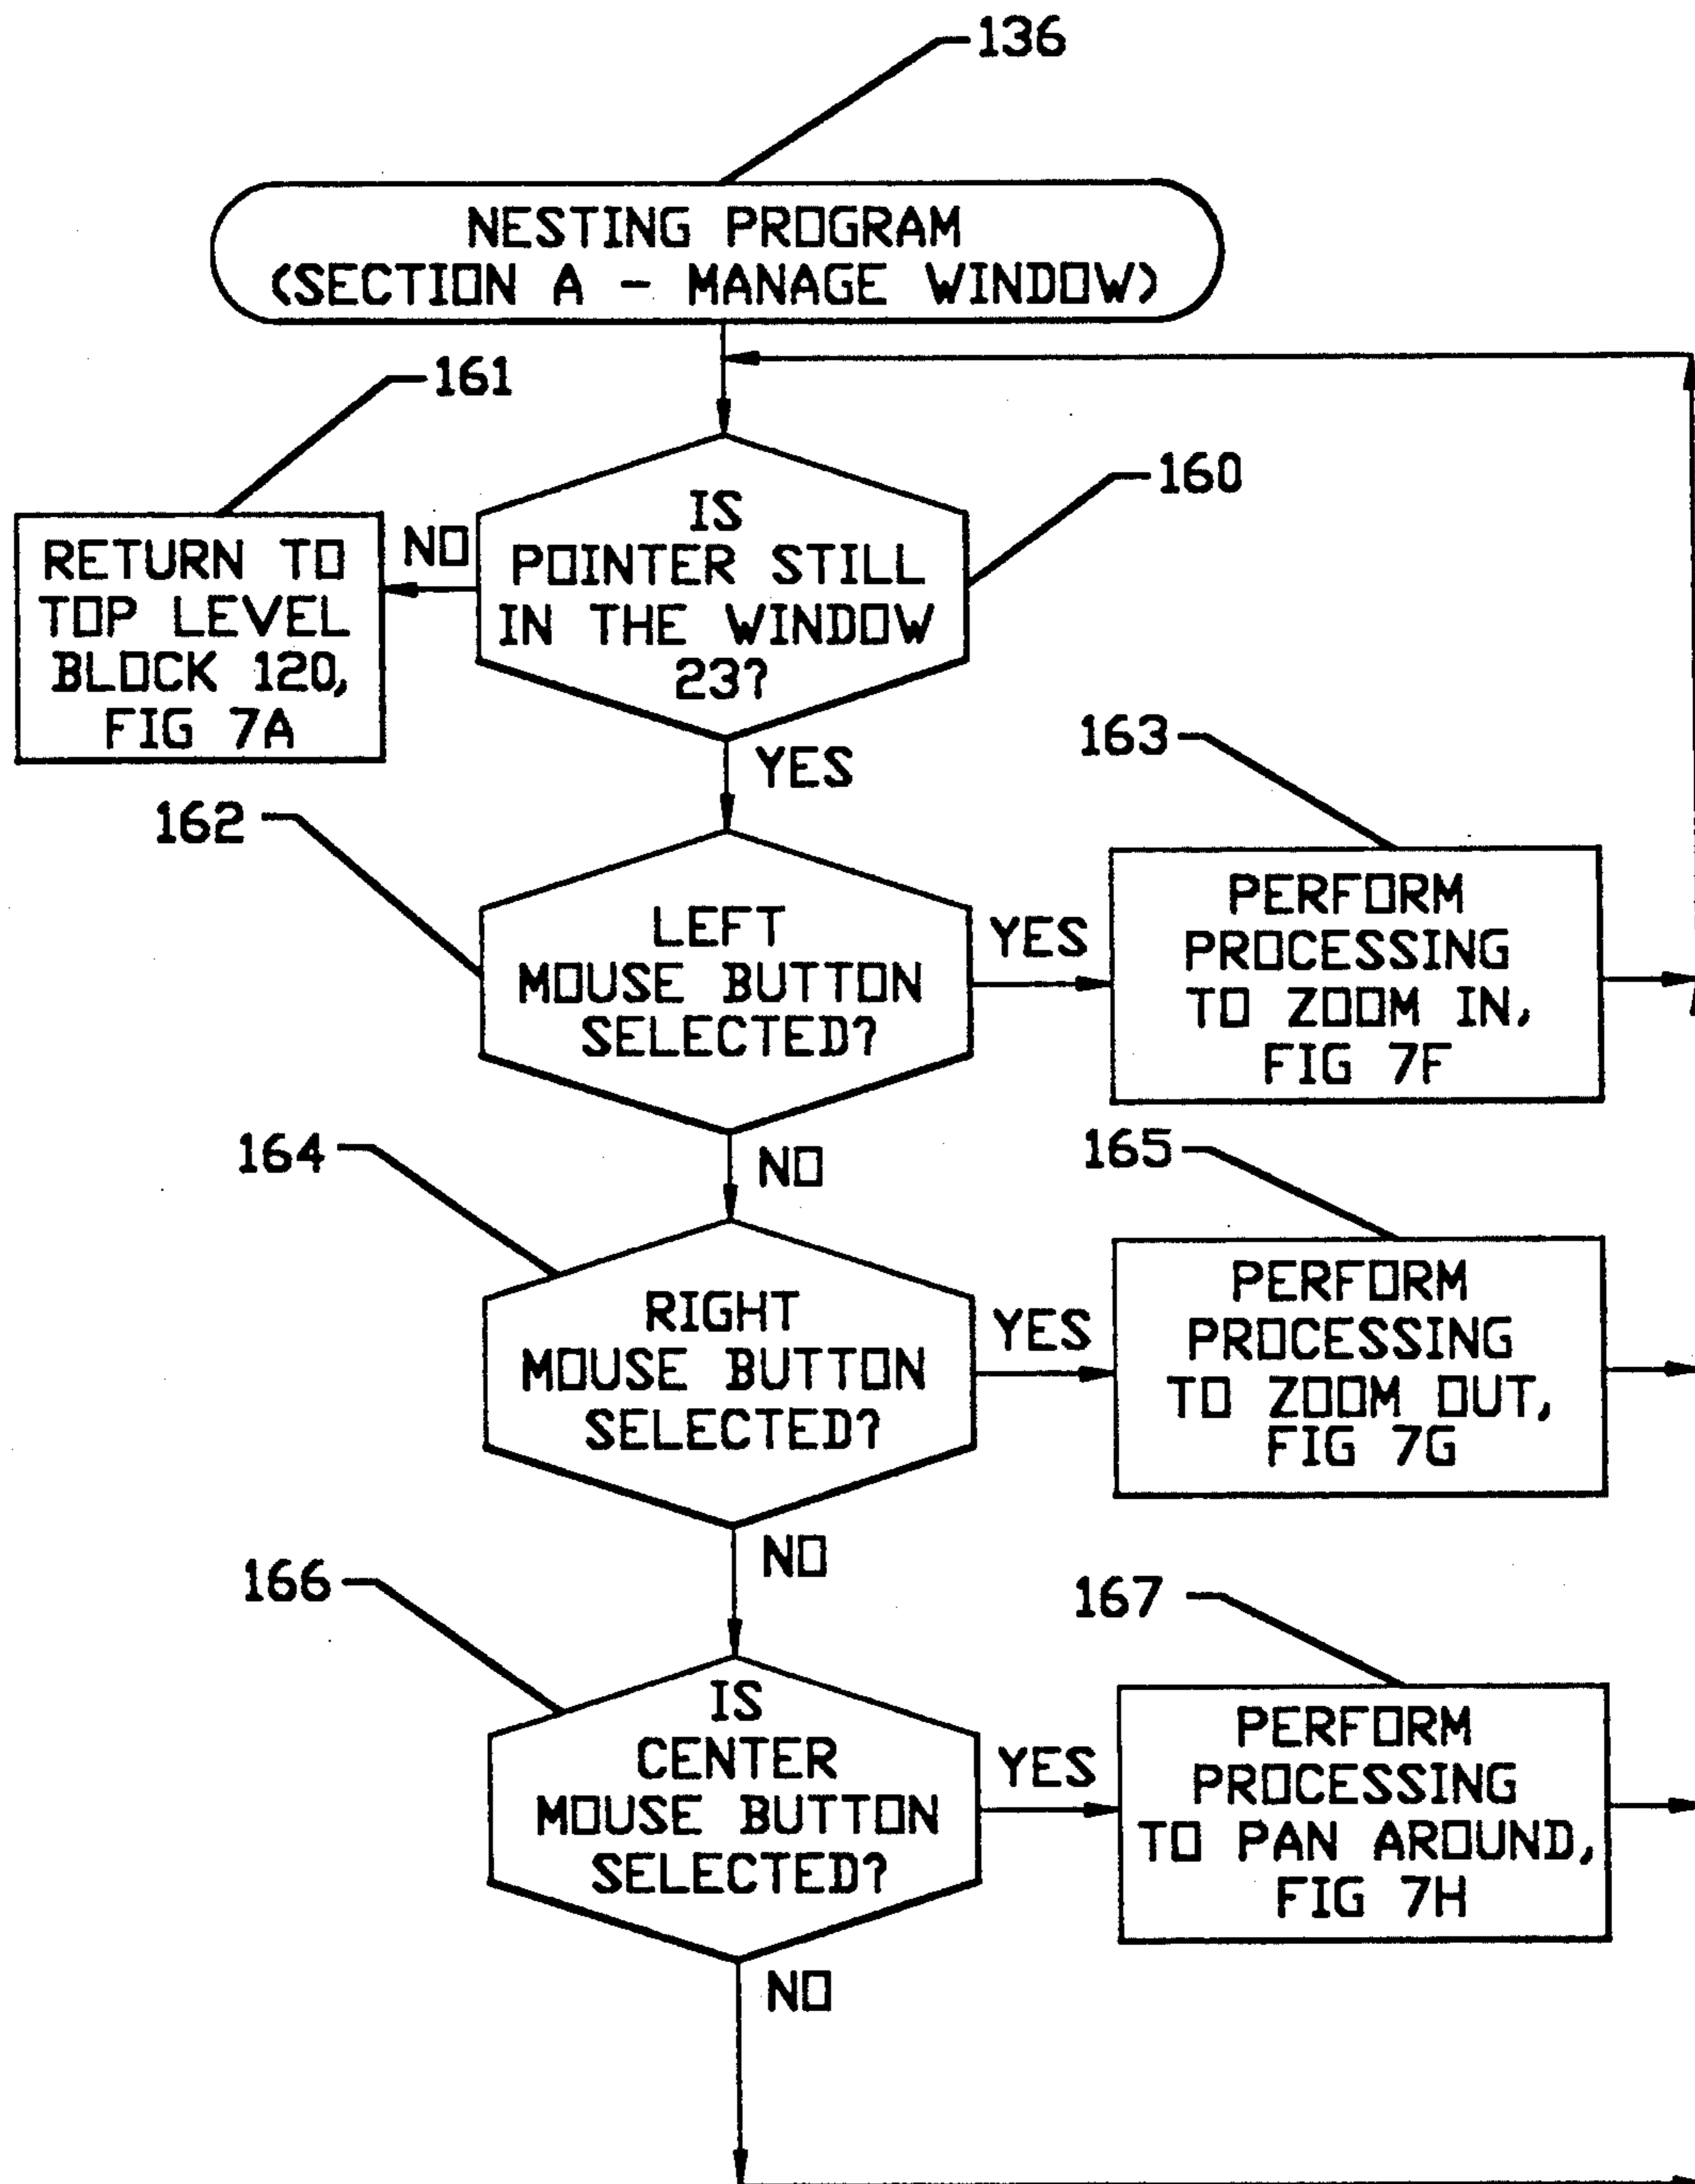 136
NESTING PROGRAM
(SECTION A - MANAGE WINDOW)
161
160
IS
POINTER STILL
IN THE WINDOW
23?
NO
RETURN TO
TOP LEVEL
BLOCK 120,
FIG 7A
YES
162
163
LEFT
MOUSE BUTTON
SELECTED?
YES
PERFORM
PROCESSING
TO ZOOM IN,
FIG 7F
NO
164
165
RIGHT
MOUSE BUTTON
SELECTED?
YES
PERFORM
PROCESSING
TO ZOOM OUT,
FIG 7G
NO
166
167
IS
CENTER
MOUSE BUTTON
SELECTED?
YES
PERFORM
PROCESSING
TO PAN AROUND,
FIG 7H
NO